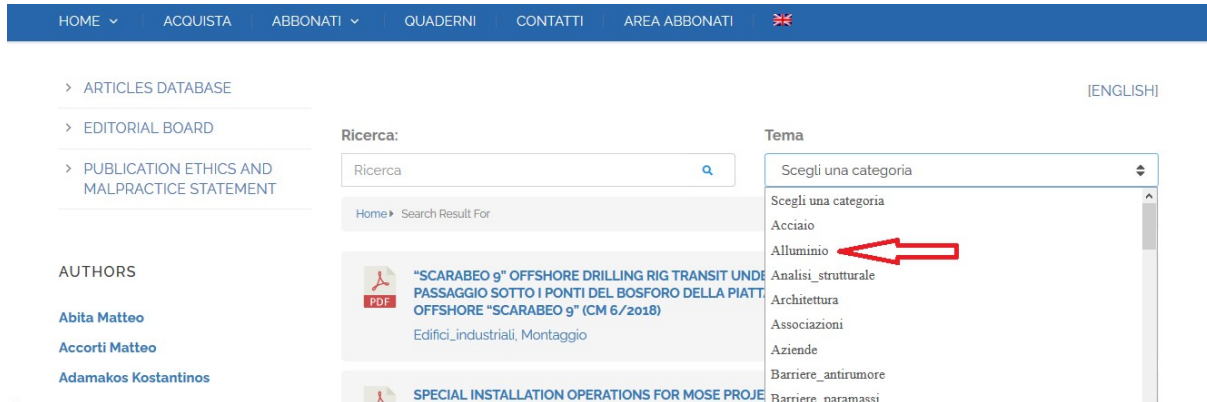 HOME ACQUISTA ABBONATI QUADERNI CONTATTI AREA ABBONATI
ARTICLES DATABASE
EDITORIAL BOARD
PUBLICATION ETHICS AND
MALPRACTICE STATEMENT
AUTHORS
Abita Matteo
Accorti Matteo
Adamakos Kostantinos
[ENGLISH]
Ricerca:
Ricerca
Home Search Result For
PDF
"SCARABEO 9" OFFSHORE DRILLING RIG TRANSIT UNDE
PASSAGGIO SOTTO I PONTI DEL BOSFORO DELLA PIATT
OFFSHORE "SCARABEO 9" (CM 6/2018)
Edifici_industriali, Montaggio
SPECIAL INSTALLATION OPERATIONS FOR MOSE PROJE
Tema
Scegli una categoria
Scegli una categoria
Acciaio
Alluminio
Analisi_strutturale
Architettura
Associazioni
Aziende
Barriere_antirumore
Barriere_paramassi